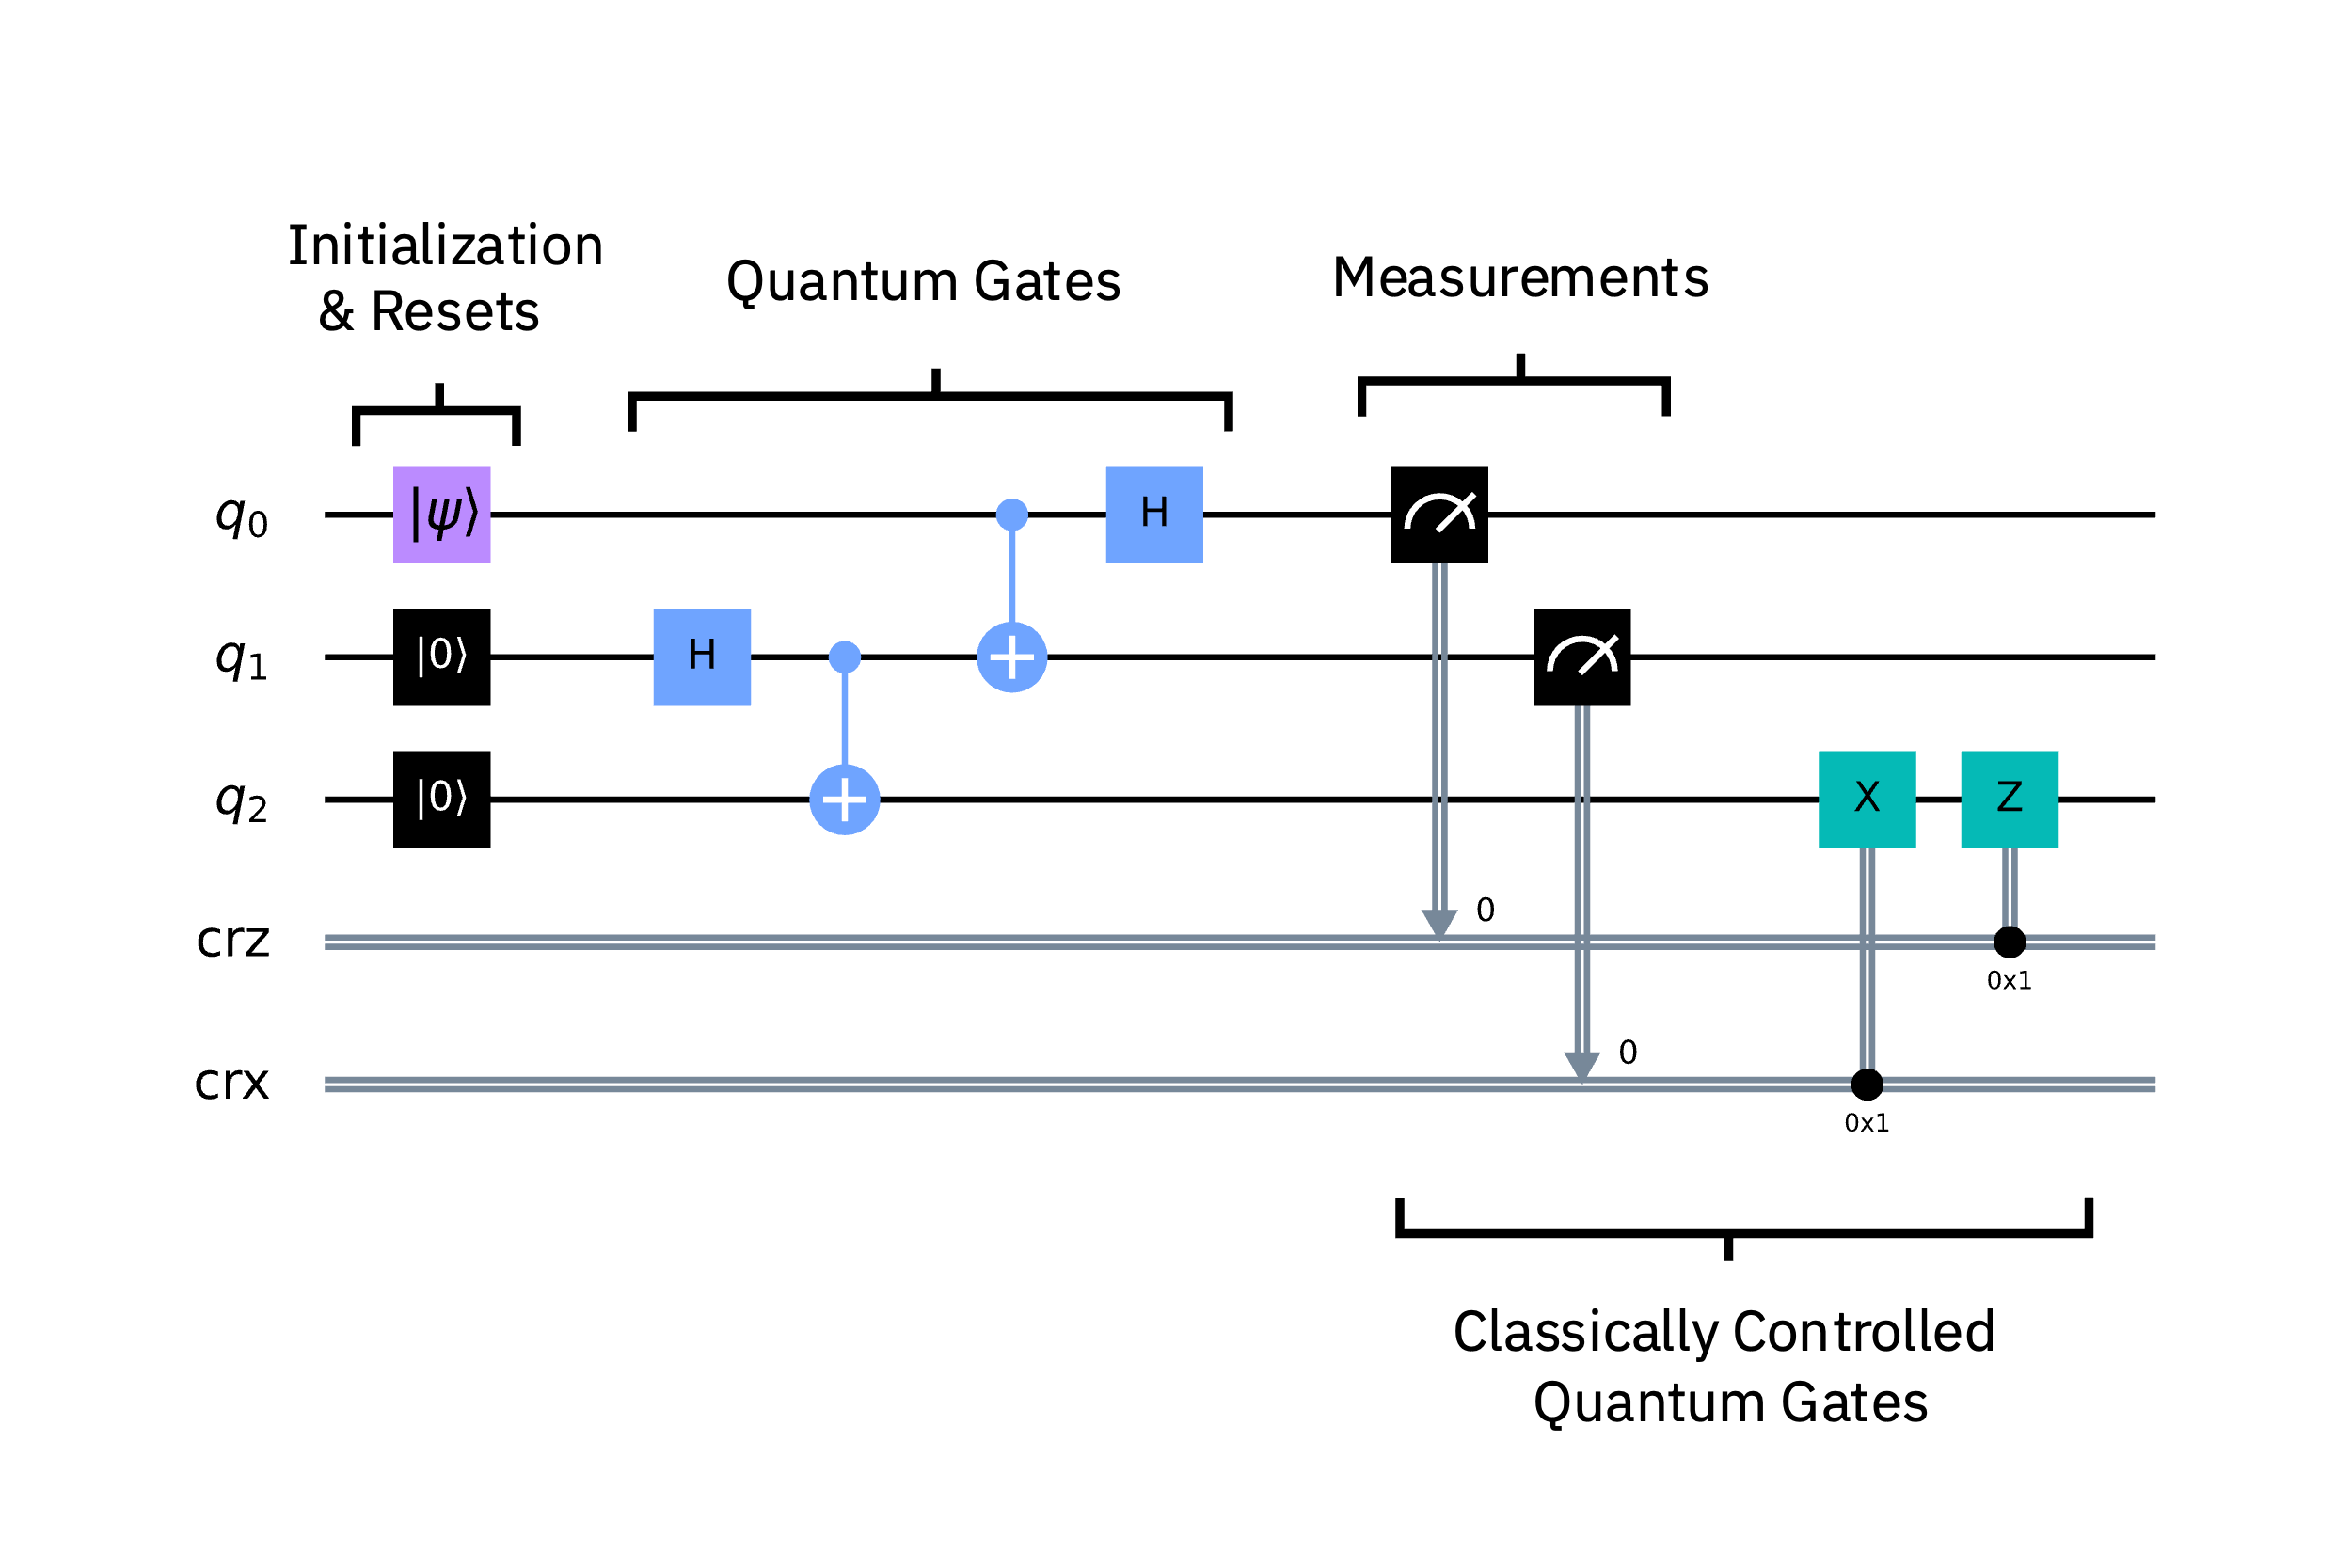 Initialization
& Resets
Quantum Gates
Measurements
q0 |ψ⟩ H
q1 |0⟩ H
q2 |0⟩ X Z
0
crz
0x1
0
crx
0x1
Classically Controlled
Quantum Gates